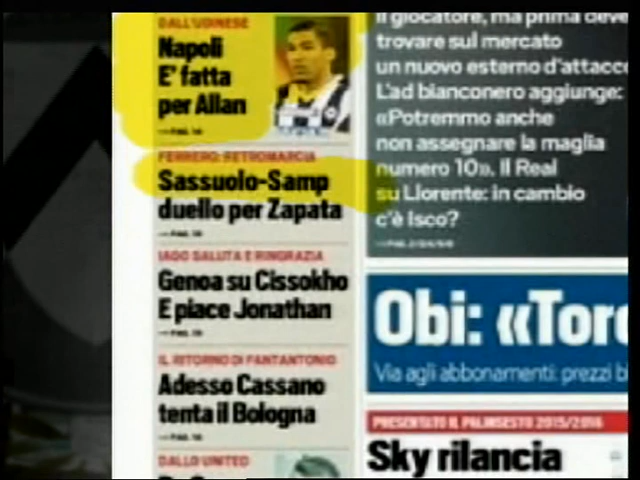 DALL'UDINESE
Napoli
E' fatta
per Allan
FERRERO: RETROMARCIA
Sassuolo-Samp
duello per Zapata
IAGO SALUTA E RINGRAZIA
Genoa su Cissokho
E piace Jonathan
IL RITORNO DI FANTANTONIO
Adesso Cassano
tenta il Bologna
DALLO UNITED
il giocatore, ma prima deve
trovare sul mercato
un nuovo esterno d'attacco
L'ad bianconero aggiunge:
«Potremmo anche
non assegnare la maglia
numero 10». Il Real
su Llorente: in cambio
c'è Isco?
Obi: «Toro
Via agli abbonamenti: prezzi b
PRESENTATO IL PALINSESTO 2015/2016
Sky rilancia